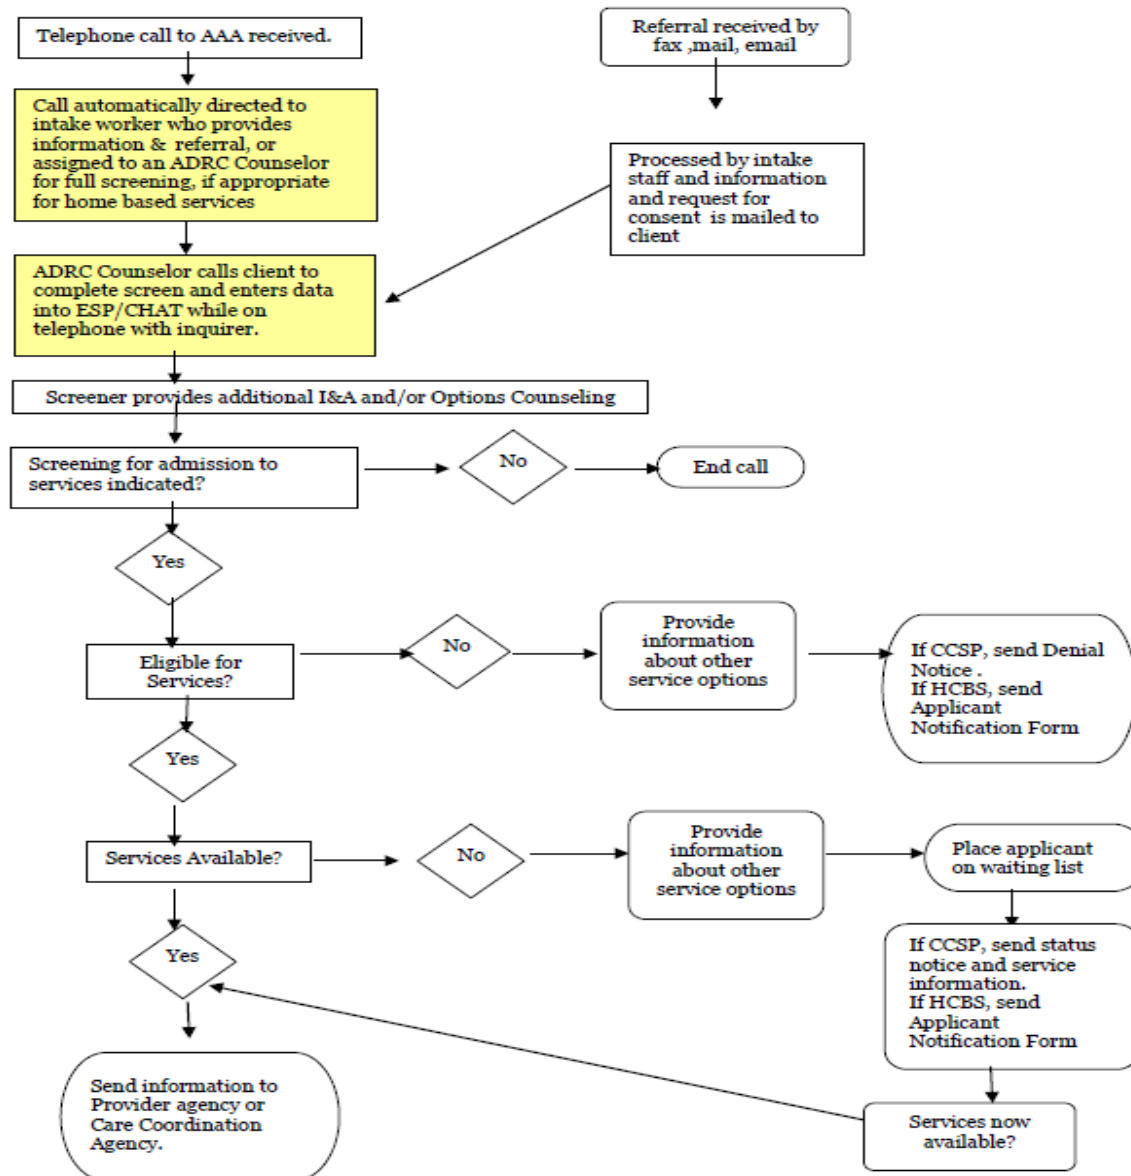 Telephone call to AAA received.
Referral received by
fax ,mail, email
Call automatically directed to
intake worker who provides
information & referral, or
assigned to an ADRC Counselor
for full screening, if appropriate
for home based services
Processed by intake
staff and information
and request for
consent is mailed to
client
ADRC Counselor calls client to
complete screen and enters data
into ESP/CHAT while on
telephone with inquirer.
Screener provides additional I&A and/or Options Counseling
Screening for admission to
services indicated?
No
End call
Yes
Eligible for
Services?
No
Provide
information
about other
service options
If CCSP, send Denial
Notice .
If HCBS, send
Applicant
Notification Form
Yes
Services Available?
No
Provide
information
about other
service options
Place applicant
on waiting list
Yes
If CCSP, send status
notice and service
information.
If HCBS, send
Applicant
Notification Form
Send information to
Provider agency or
Care Coordination
Agency.
Services now
available?